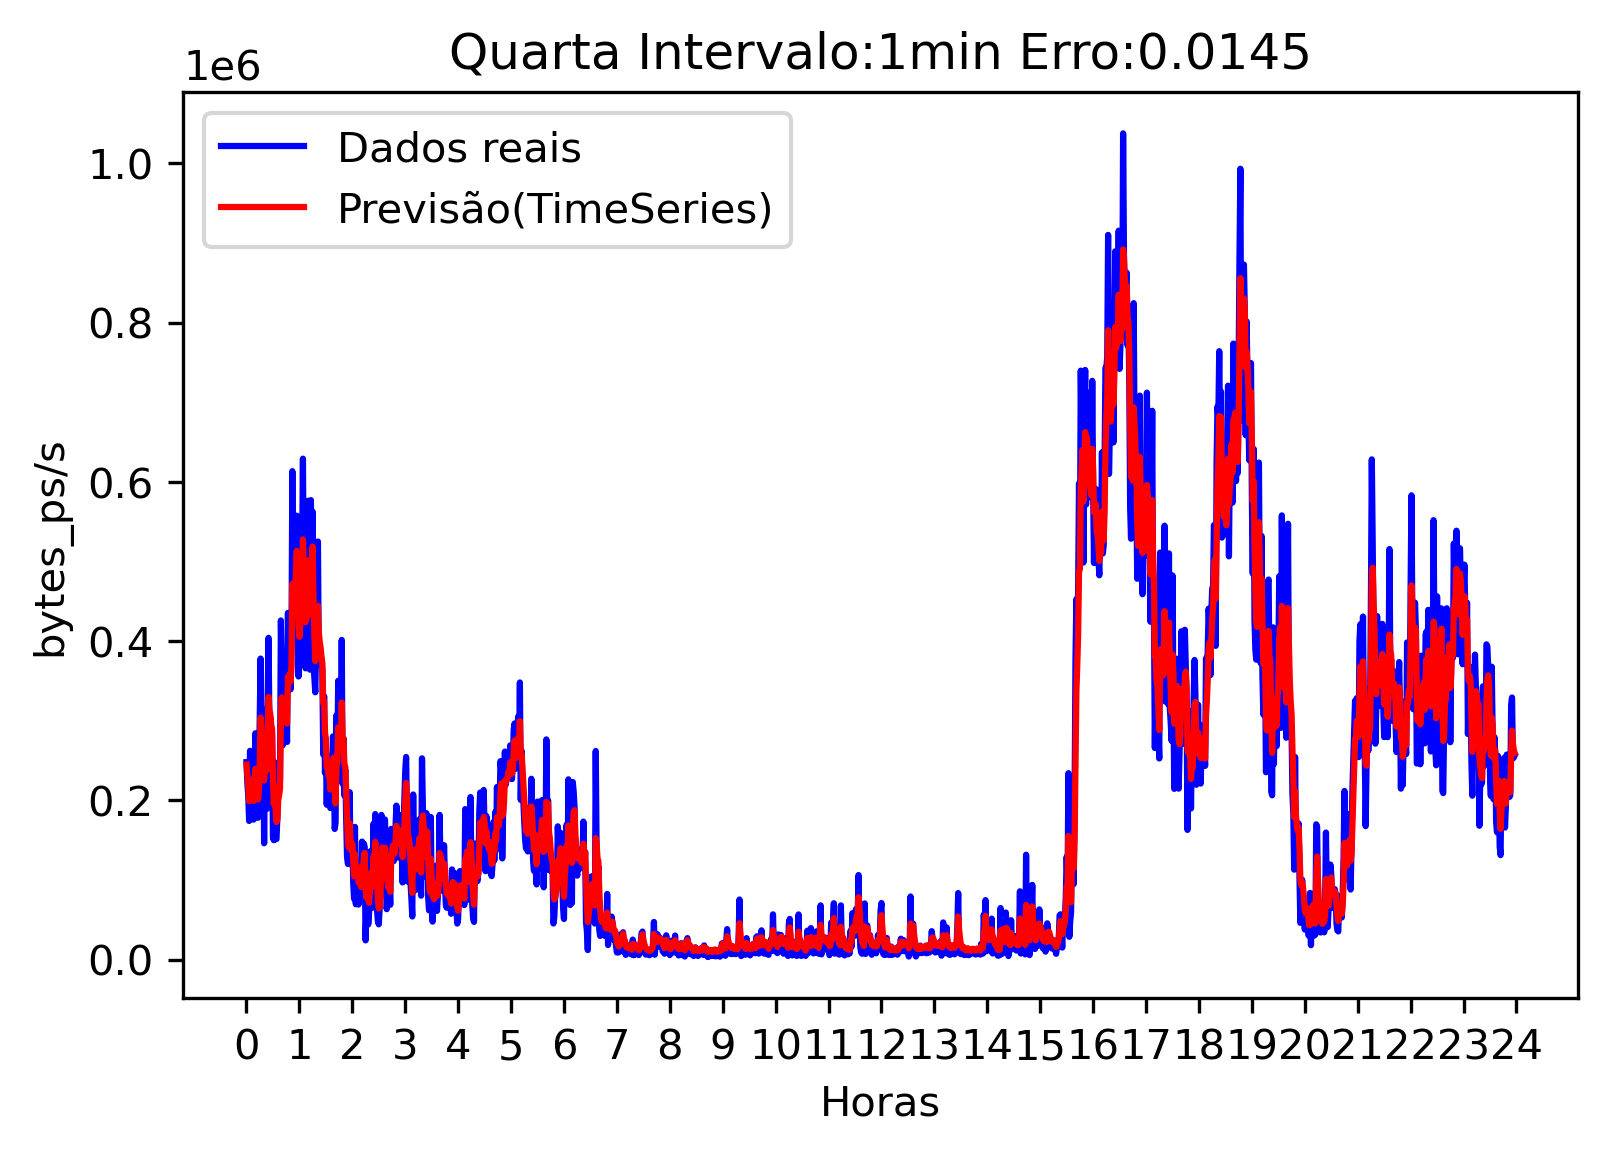 Quarta Intervalo:1min Erro:0.0145
1e6
Dados reais
Previsão(TimeSeries)
1.0
0.8
0.6
0.4
0.2
0.0
bytes_ps/s
0 1 2 3 4 5 6 7 8 9 10 11 12 13 14 15 16 17 18 19 20 21 22 23 24
Horas